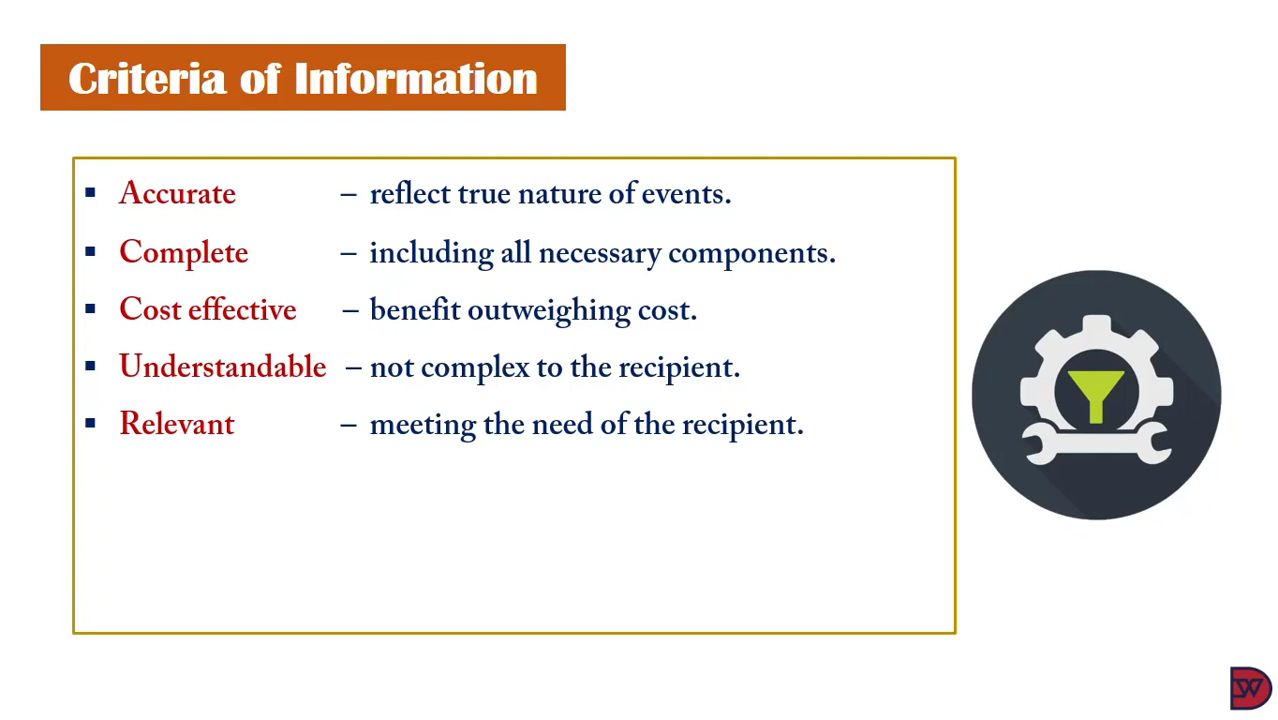 Criteria of Information
▪ Accurate – reflect true nature of events.
▪ Complete – including all necessary components.
▪ Cost effective – benefit outweighing cost.
▪ Understandable – not complex to the recipient.
▪ Relevant – meeting the need of the recipient.
DW